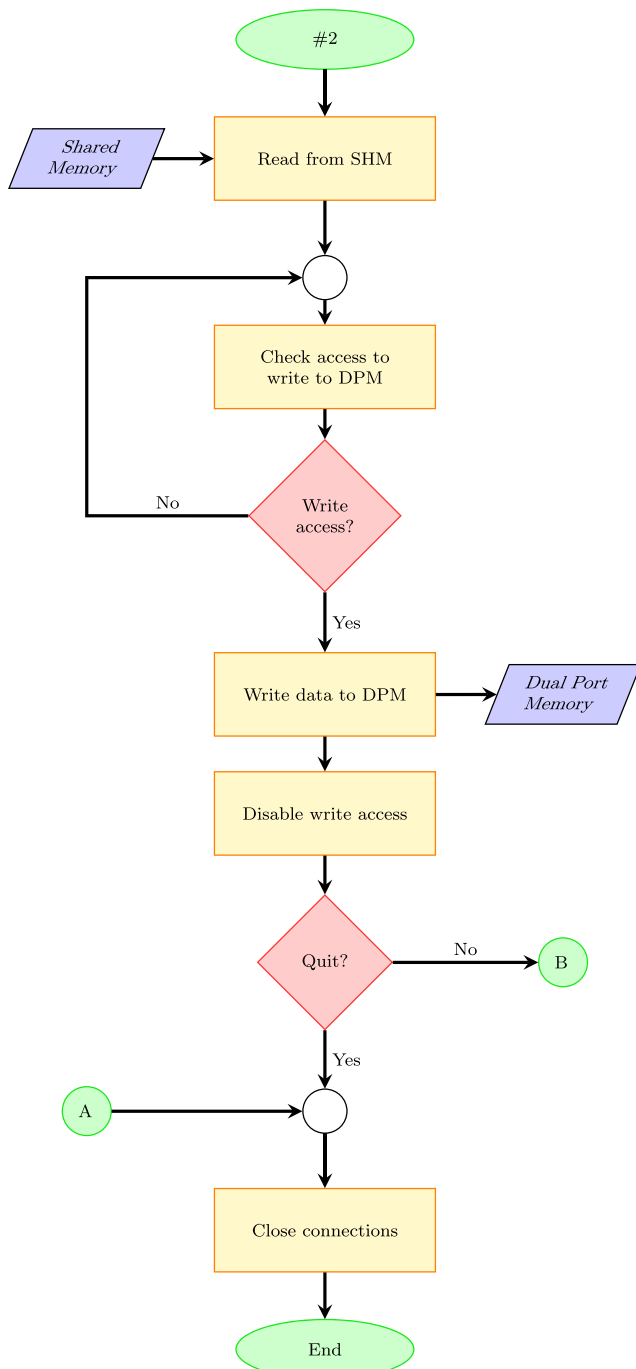 #2
Shared
Memory
Read from SHM
Check access to
write to DPM
Write
access?
No
Yes
Write data to DPM
Dual Port
Memory
Disable write access
Quit?
No
B
Yes
A
Close connections
End